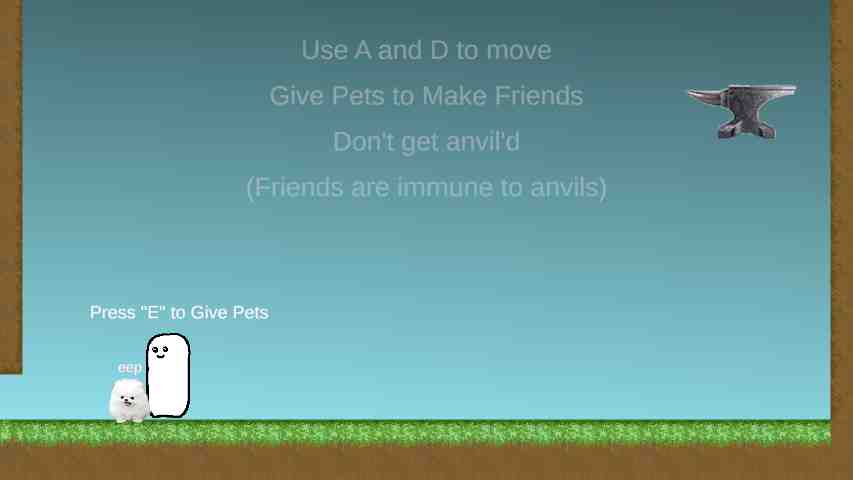 Use A and D to move
Give Pets to Make Friends
Don't get anvil'd
(Friends are immune to anvils)
Press "E" to Give Pets
eep